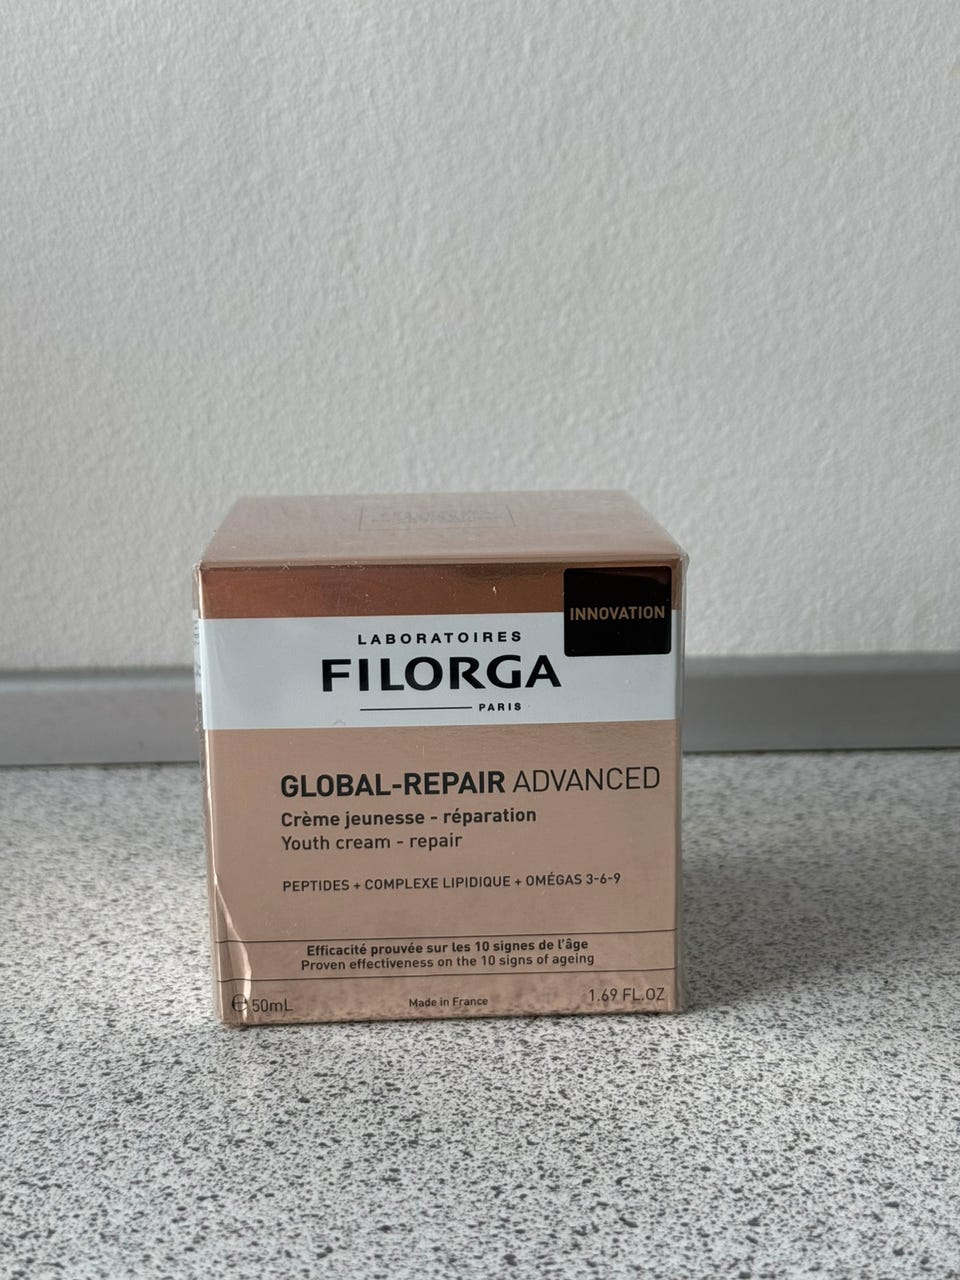 INNOVATION
LABORATOIRES
FILORGA
PARIS
GLOBAL-REPAIR ADVANCED
Crème jeunesse - réparation
Youth cream - repair
PEPTIDES + COMPLEXE LIPIDIQUE + OMÉGAS 3-6-9
Efficacité prouvée sur les 10 signes de l'âge
Proven effectiveness on the 10 signs of ageing
℮ 50mL Made in France 1.69 FL.OZ